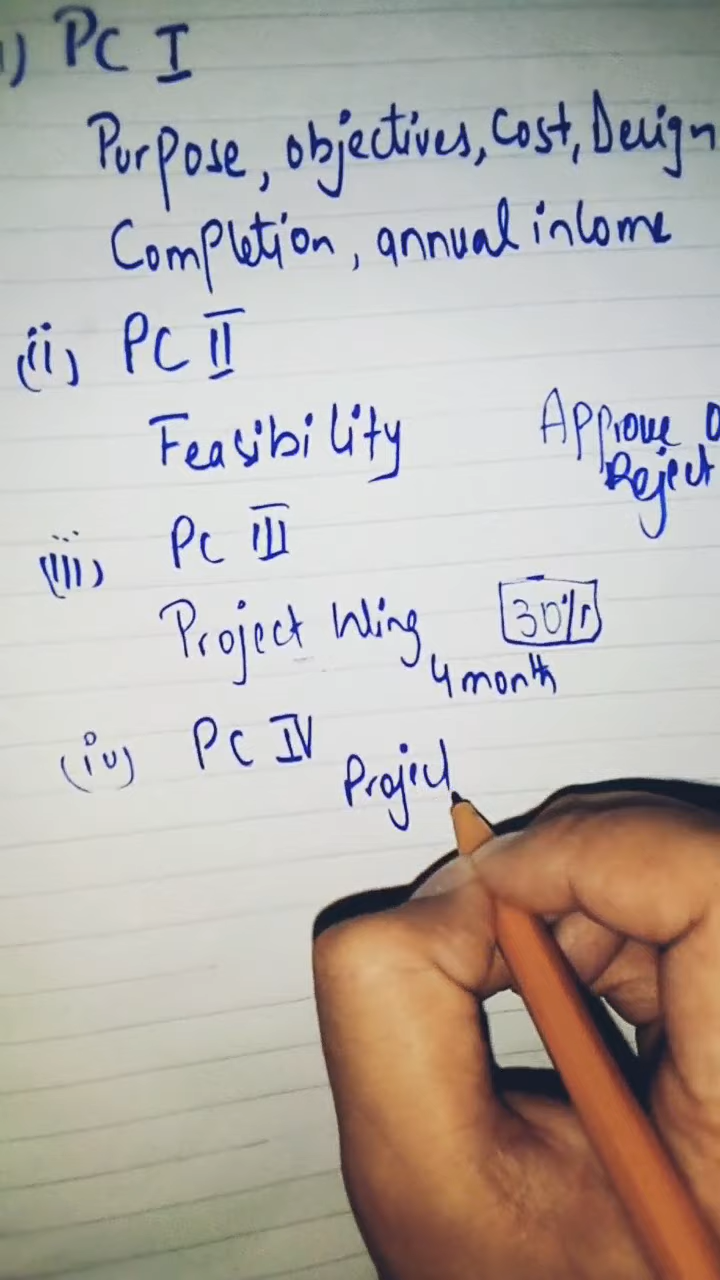 i) PC I
Purpose, objectives, Cost, Design
Completion, annual income
(ii) PC II
Feasibility
Approve o
Reject
(iii) PC III
Project Wing 30%
4 month
(iv) PC IV
Project